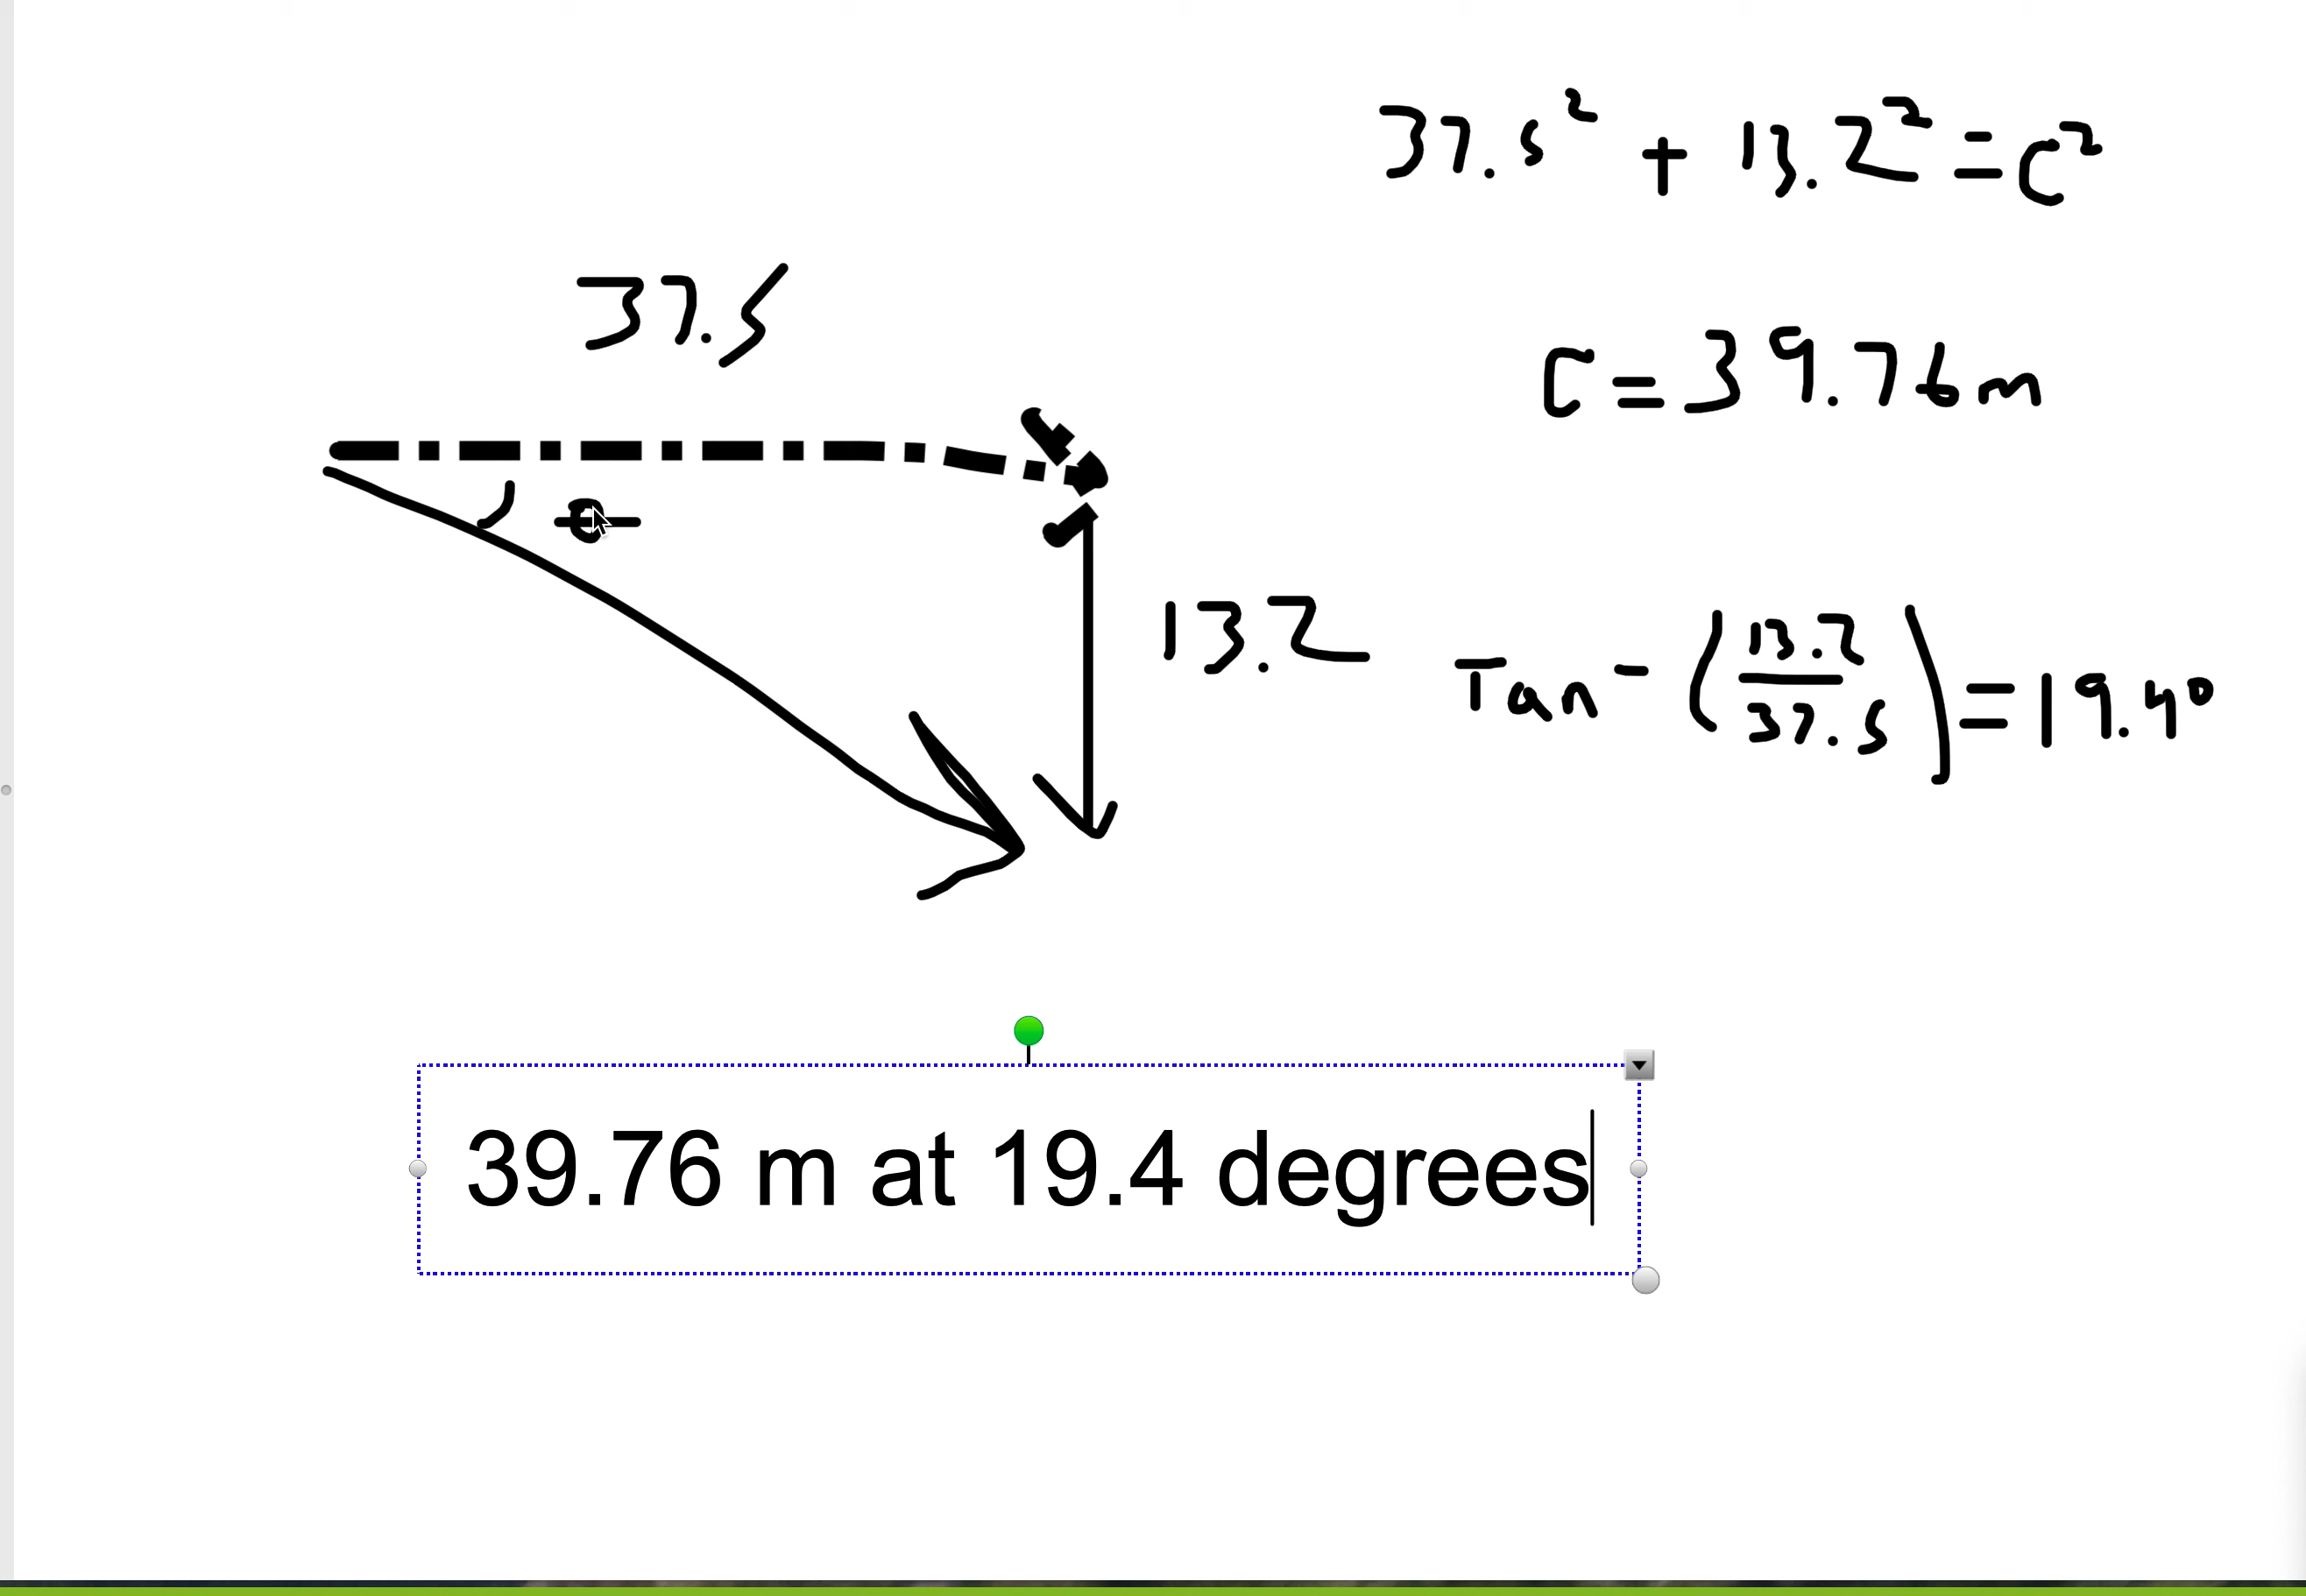 37.5² + 13.2² = C²
37.5
C = 39.76m
θ
13.2
Tan⁻ (13.2/37.5) = 19.4°
39.76 m at 19.4 degrees